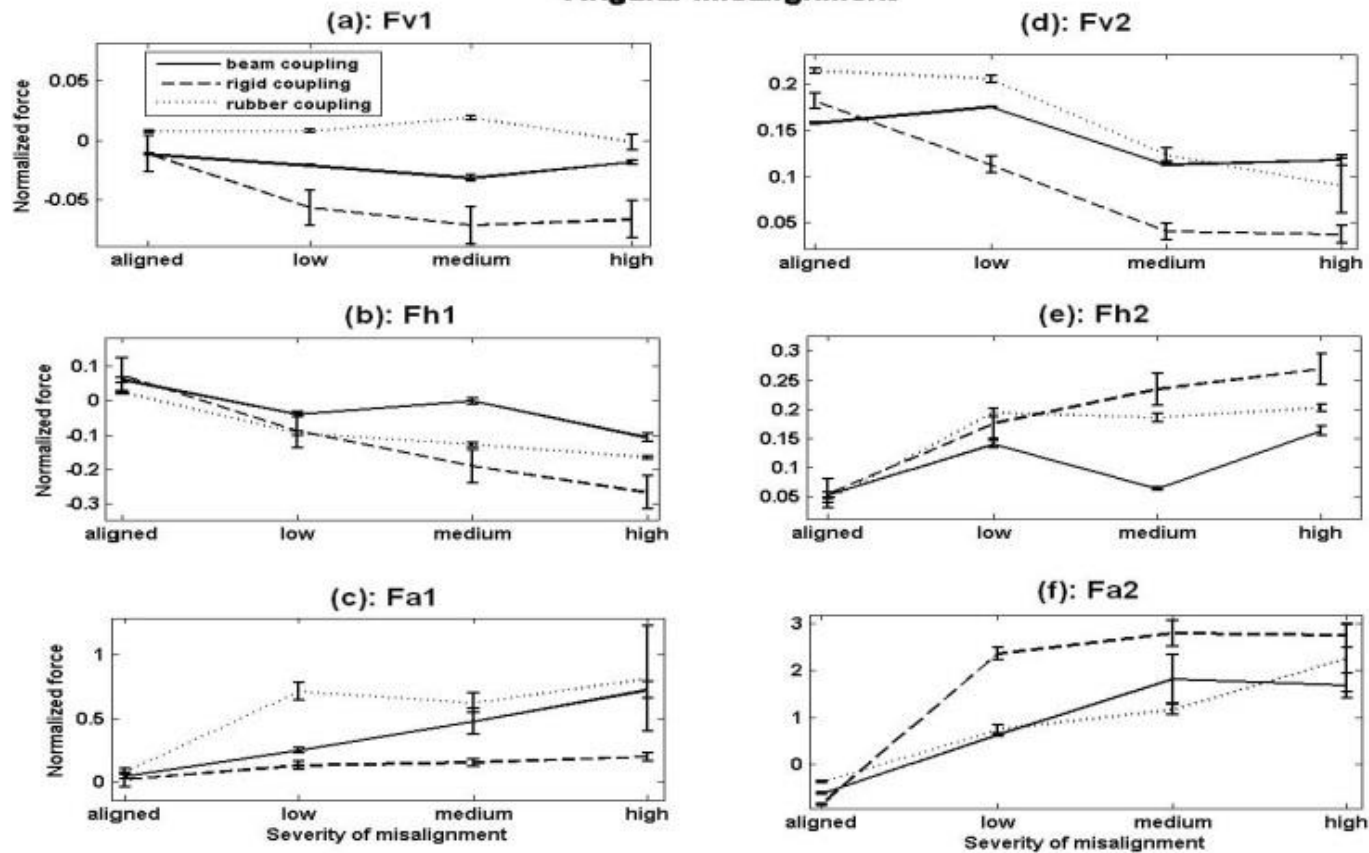 (a): Fv1
Normalized force
0.05
0
-0.05
beam coupling
rigid coupling
rubber coupling
aligned low medium high
(d): Fv2
0.2
0.15
0.1
0.05
aligned low medium high
(b): Fh1
Normalized force
0.1
0
-0.1
-0.2
-0.3
aligned low medium high
(e): Fh2
0.3
0.25
0.2
0.15
0.1
0.05
aligned low medium high
(c): Fa1
Normalized force
1
0.5
0
aligned low medium high
Severity of misalignment
(f): Fa2
3
2
1
0
aligned low medium high
Severity of misalignment